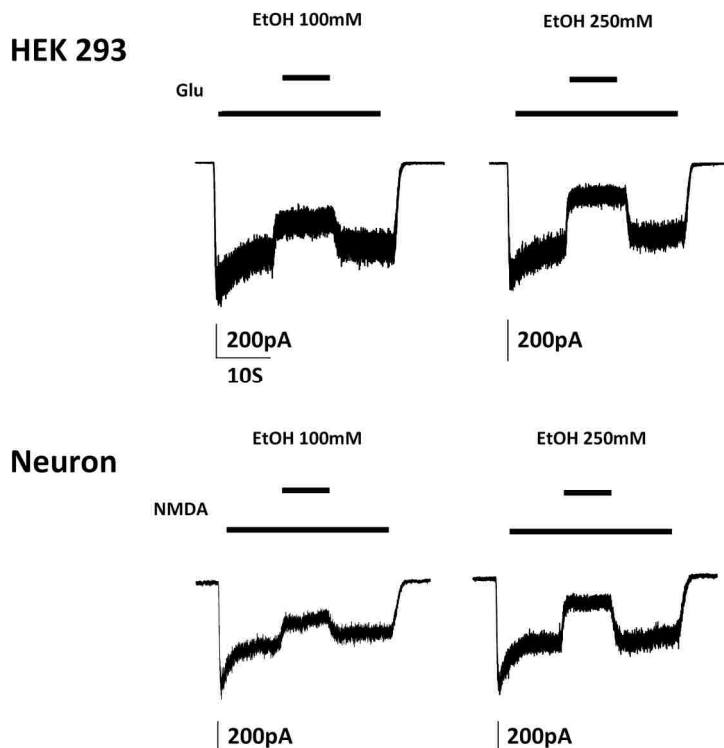 EtOH 100mM
EtOH 250mM
HEK 293
Glu
200pA
10S
200pA
EtOH 100mM
EtOH 250mM
Neuron
NMDA
200pA
200pA